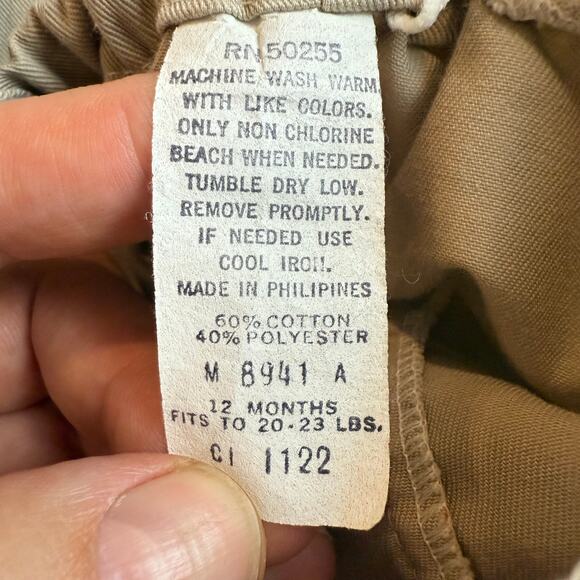 RN50255
MACHINE WASH WARM
WITH LIKE COLORS.
ONLY NON CHLORINE
BEACH WHEN NEEDED.
TUMBLE DRY LOW.
REMOVE PROMPTLY.
IF NEEDED USE
COOL IRON.
MADE IN PHILIPINES
60% COTTON
40% POLYESTER
M 8941 A
12 MONTHS
FITS TO 20-23 LBS.
CI 1122